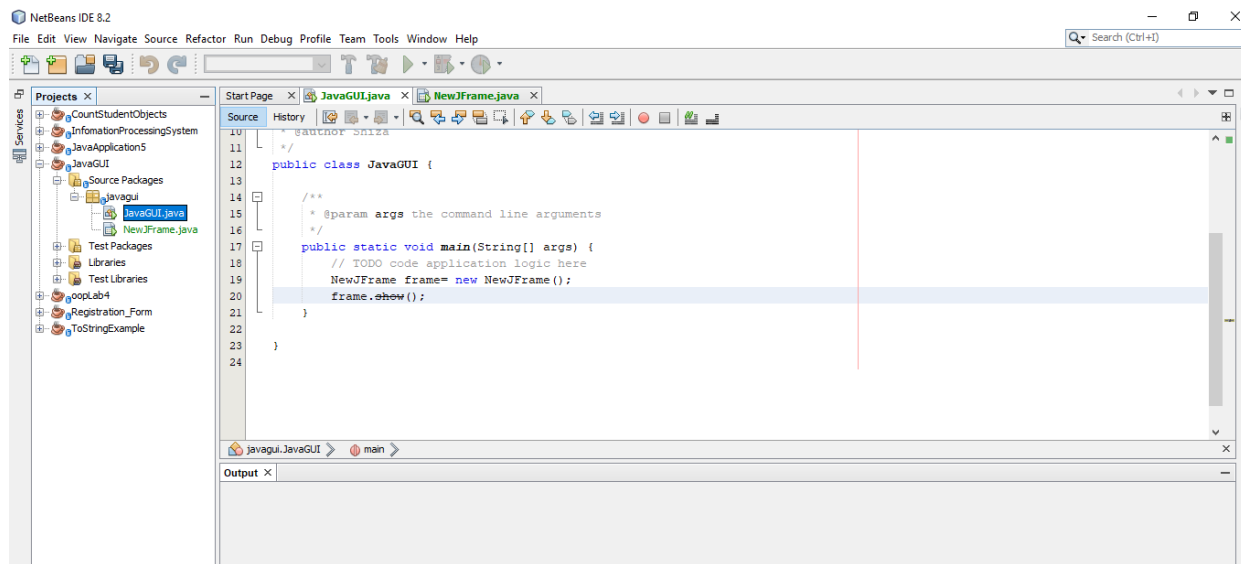 NetBeans IDE 8.2
File Edit View Navigate Source Refactor Run Debug Profile Team Tools Window Help
Search (Ctrl+I)
Services
Projects
CountStudentObjects
InfomationProcessingSystem
JavaApplication5
JavaGUI
Source Packages
javagui
JavaGUI.java
NewJFrame.java
Test Packages
Libraries
Test Libraries
oopLab4
Registration_Form
ToStringExample
Start Page JavaGUI.java NewJFrame.java
Source History
10 * @author Shiza
11 */
12 public class JavaGUI {
13
14 /**
15 * @param args the command line arguments
16 */
17 public static void main(String[] args) {
18 // TODO code application logic here
19 NewJFrame frame= new NewJFrame();
20 frame.show();
21 }
22
23 }
24
javagui.JavaGUI main
Output